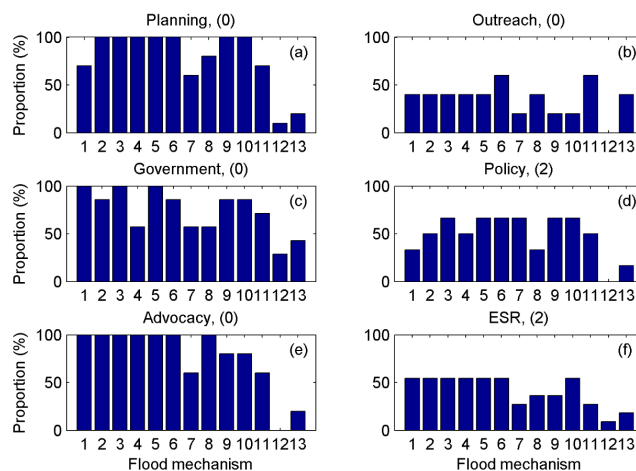 Planning, (0)
Proportion (%)
100
50
0
(a)
1 2 3 4 5 6 7 8 9 10 11 12 13
Outreach, (0)
100
50
0
(b)
1 2 3 4 5 6 7 8 9 10 11 12 13
Government, (0)
Proportion (%)
100
50
0
(c)
1 2 3 4 5 6 7 8 9 10 11 12 13
Policy, (2)
100
50
0
(d)
1 2 3 4 5 6 7 8 9 10 11 12 13
Advocacy, (0)
Proportion (%)
100
50
0
(e)
1 2 3 4 5 6 7 8 9 10 11 12 13
Flood mechanism
ESR, (2)
100
50
0
(f)
1 2 3 4 5 6 7 8 9 10 11 12 13
Flood mechanism